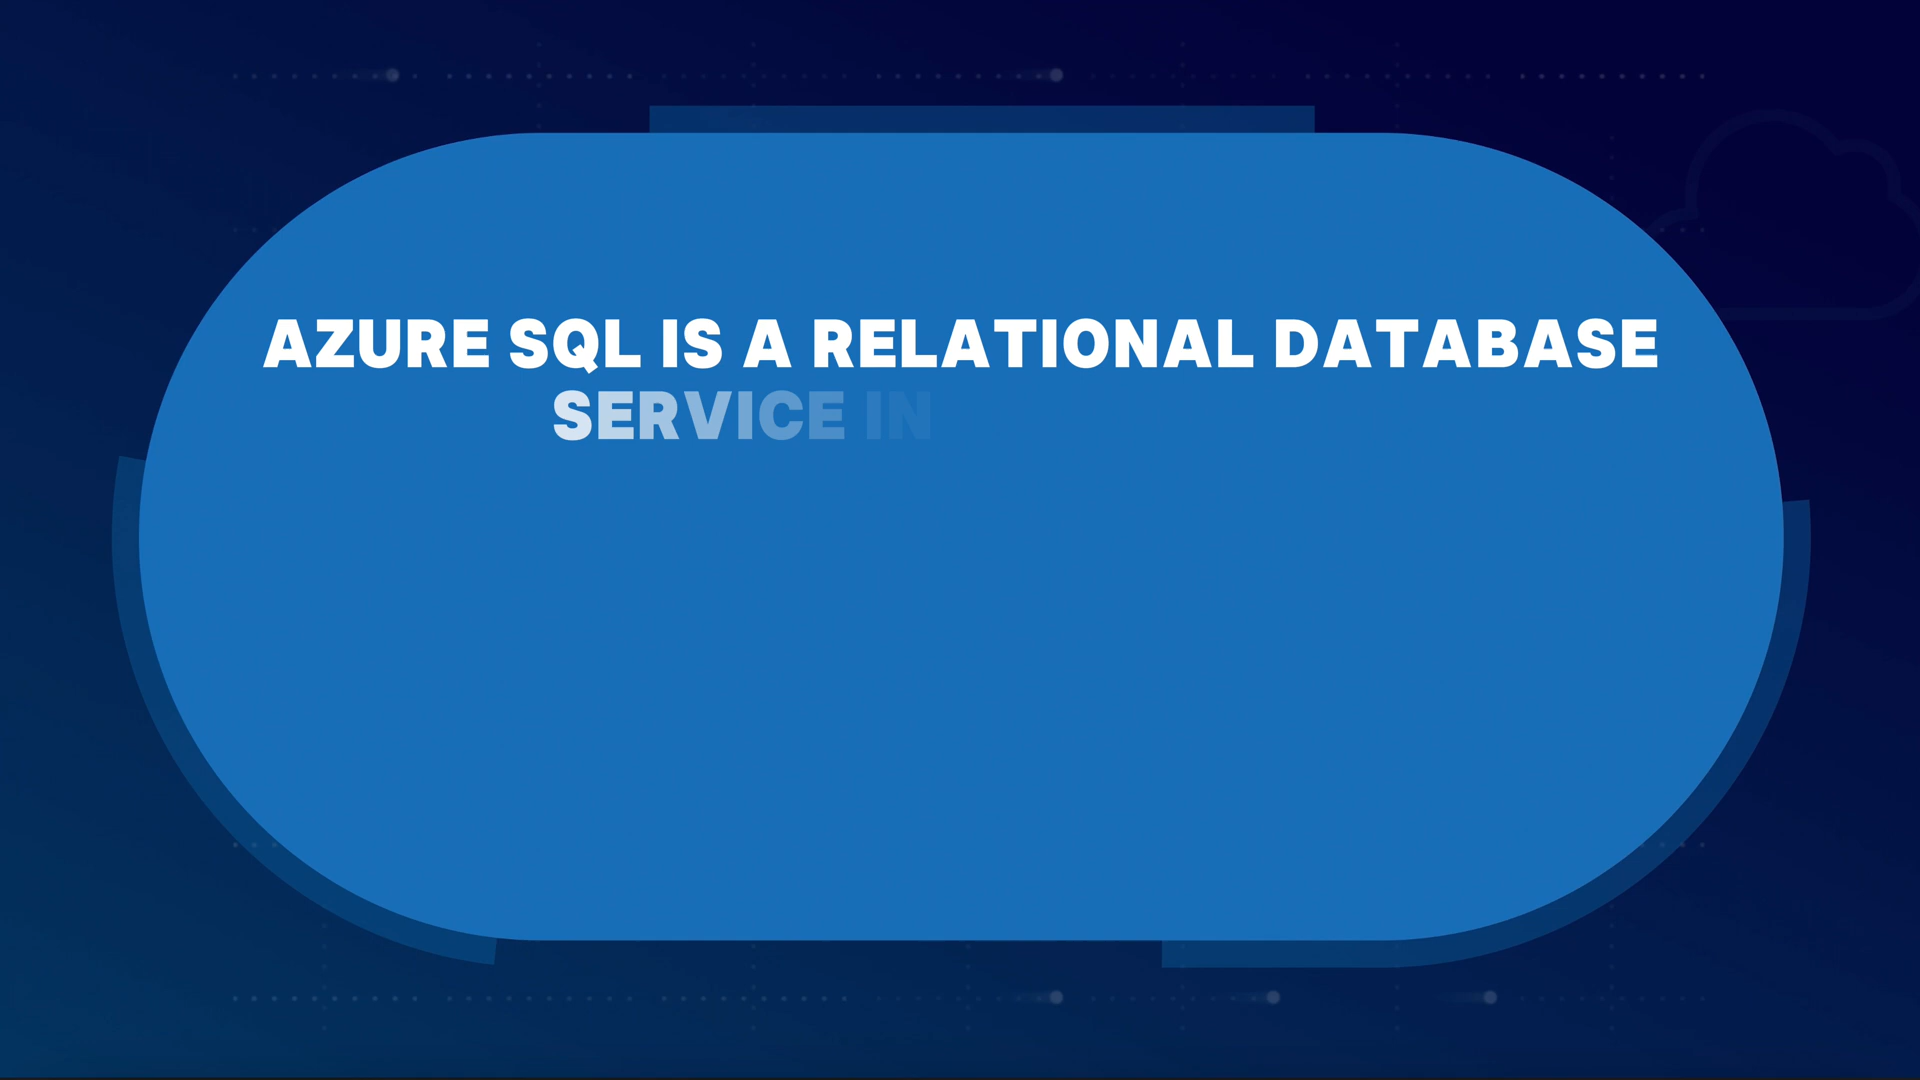 AZURE SQL IS A RELATIONAL DATABASE
SERVICE IN